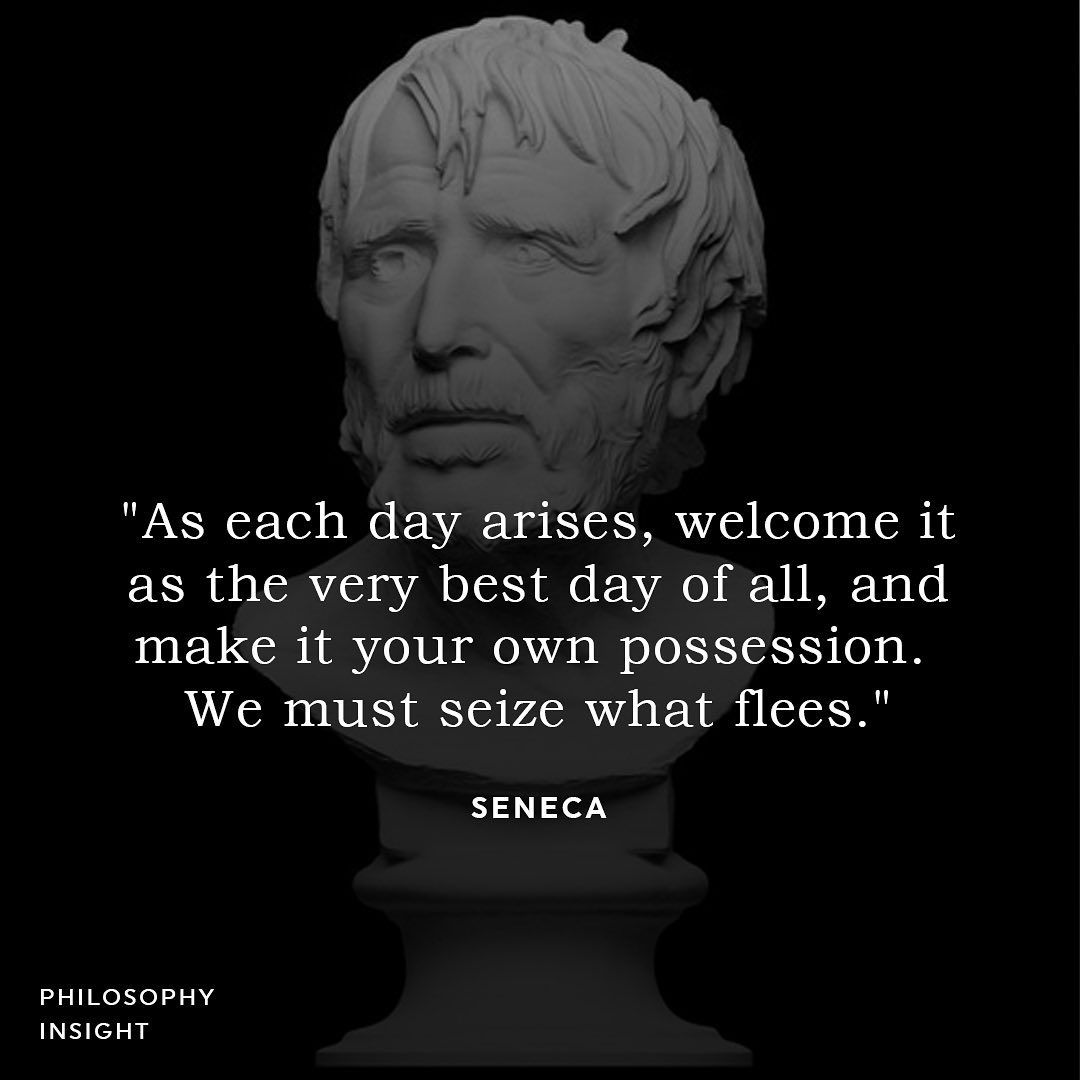 "As each day arises, welcome it
as the very best day of all, and
make it your own possession.
We must seize what flees."
SENECA
PHILOSOPHY
INSIGHT